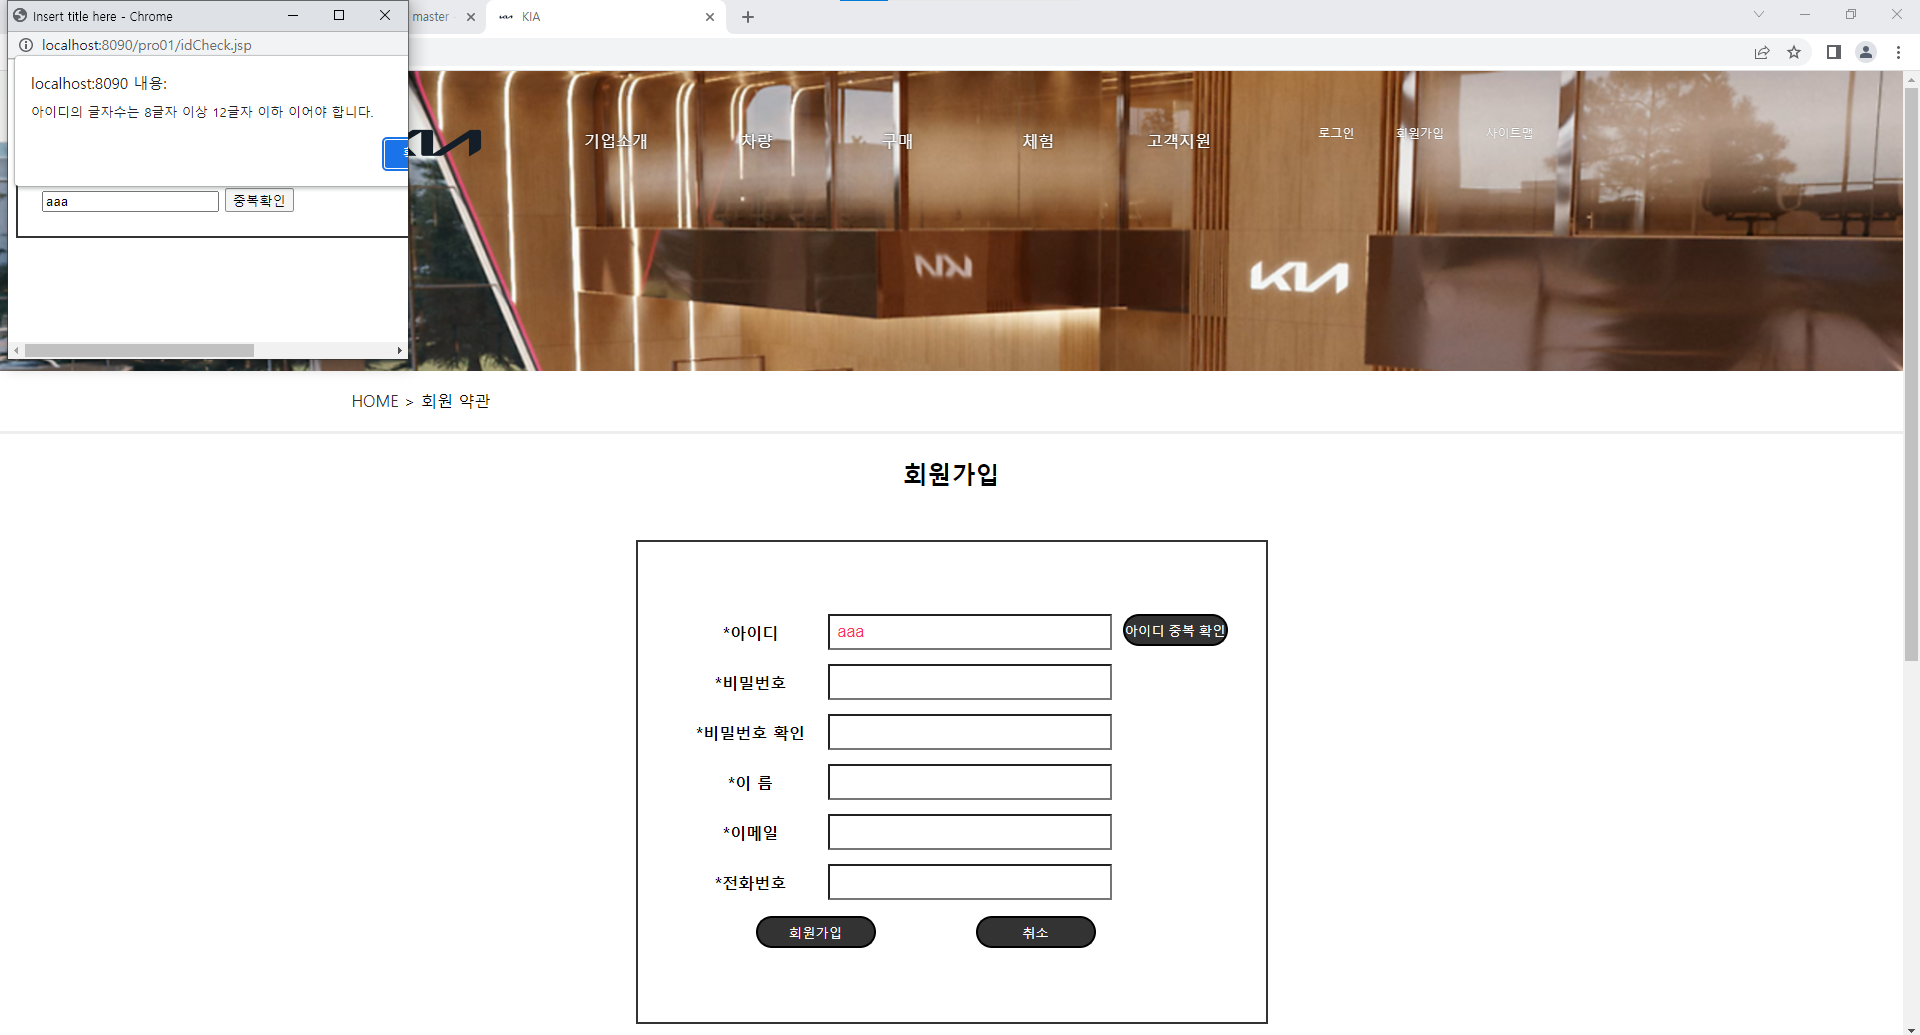 Insert title here - Chrome
master
KIA
localhost:8090/pro01/idCheck.jsp
localhost:8090 내용:
아이디의 글자수는 8글자 이상 12글자 이하 이어야 합니다.
aaa
중복확인
KIA
기업소개
차량
구매
체험
고객지원
로그인
회원가입
사이트맵
KIA
HOME > 회원 약관
회원가입
*아이디
aaa
아이디 중복 확인
*비밀번호
*비밀번호 확인
*이 름
*이메일
*전화번호
회원가입
취소